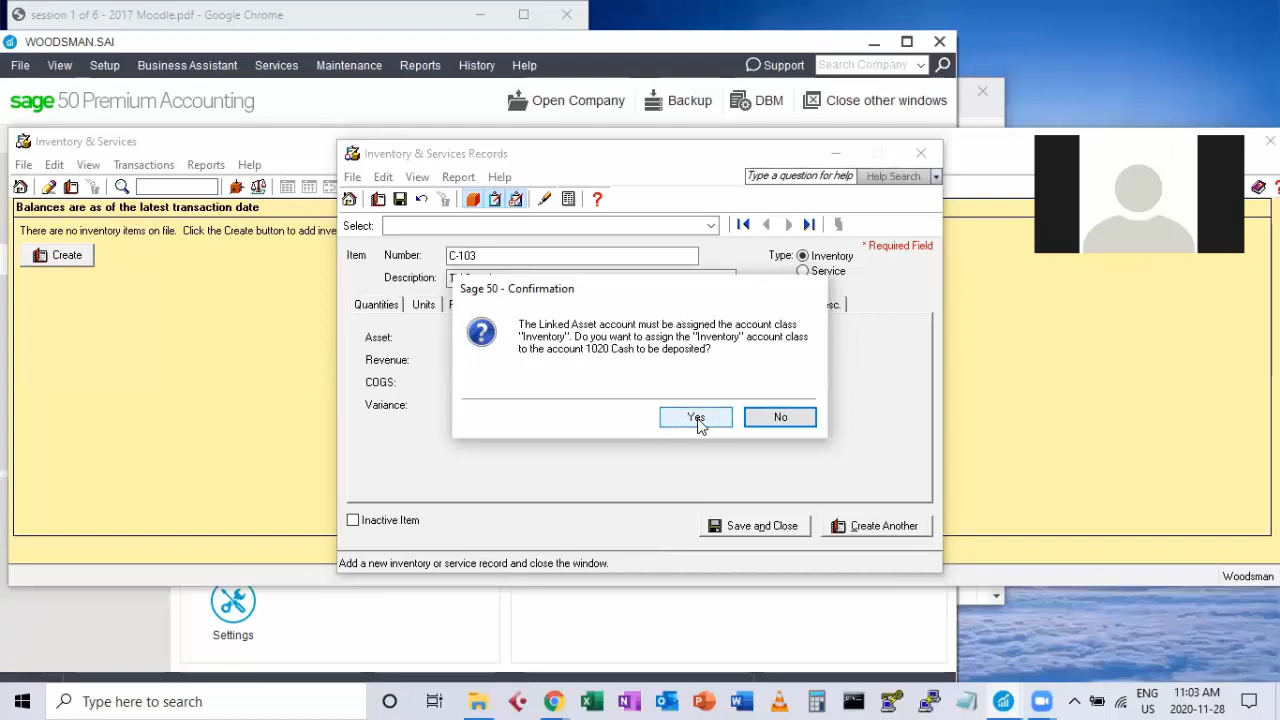 session 1 of 6 - 2017 Moodle.pdf - Google Chrome
WOODSMAN.SAI
File View Setup Business Assistant Services Maintenance Reports History Help Support Search Company
sage 50 Premium Accounting Open Company Backup DBM Close other windows
Inventory & Services
File Edit View Transactions Reports Help
Balances are as of the latest transaction date
There are no inventory items on file. Click the Create button to add inve
Create
Inventory & Services Records
File Edit View Report Help Type a question for help Help Search
Select:
* Required Field
Item Number: C-103 Type: Inventory
Description: Service
Quantities Units
Asset:
Revenue:
COGS:
Variance:
Sage 50 - Confirmation
The Linked Asset account must be assigned the account class
"Inventory". Do you want to assign the "Inventory" account class
to the account 1020 Cash to be deposited?
Yes No
Inactive Item Save and Close Create Another
Add a new inventory or service record and close the window.
Woodsman
Settings
Type here to search
ENG
US
11:03 AM
2020-11-28